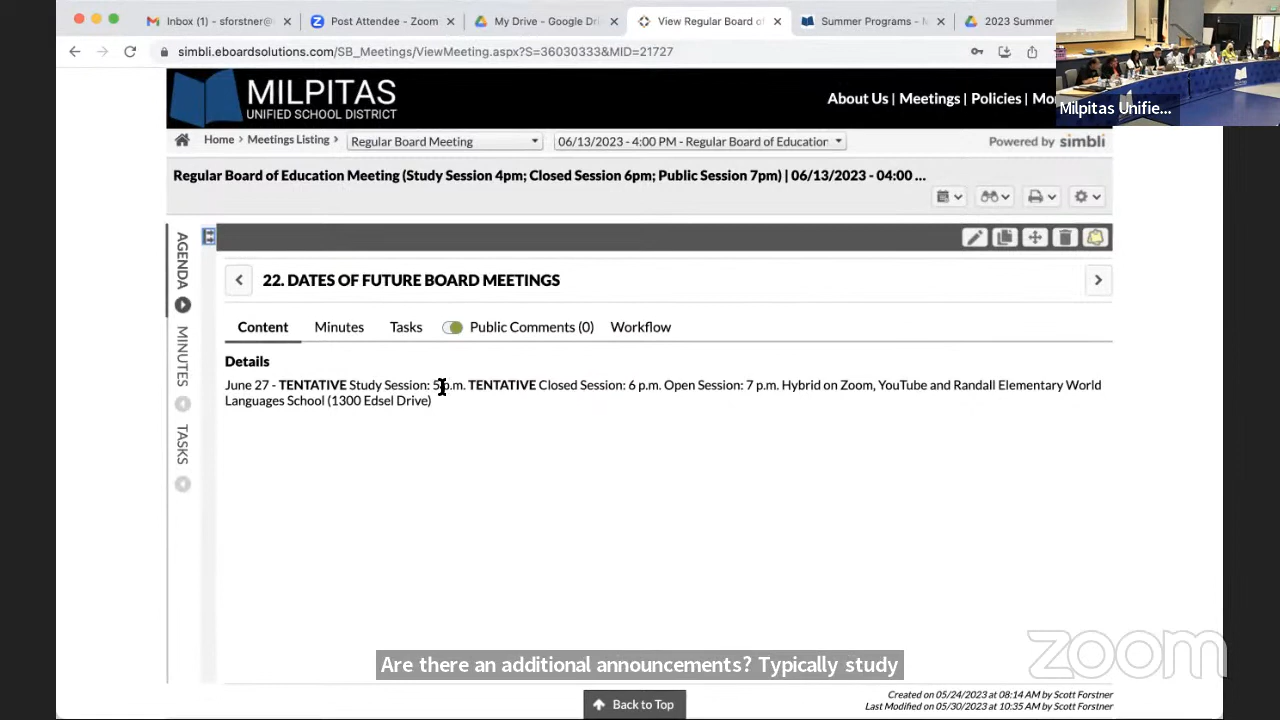 Inbox (1) - sforstner@
Post Attendee - Zoom
My Drive - Google Dri
View Regular Board of
Summer Programs -
2023 Summer
simbli.eboardsolutions.com/SB_Meetings/ViewMeeting.aspx?S=36030333&MID=21727
Milpitas Unifie...
MILPITAS
UNIFIED SCHOOL DISTRICT
About Us | Meetings | Policies | Mo
Home > Meetings Listing >
Regular Board Meeting
06/13/2023 - 4:00 PM - Regular Board of Education
Powered by simbli
Regular Board of Education Meeting (Study Session 4pm; Closed Session 6pm; Public Session 7pm) | 06/13/2023 - 04:00 ...
AGENDA
MINUTES
TASKS
22. DATES OF FUTURE BOARD MEETINGS
Content Minutes Tasks Public Comments (0) Workflow
Details
June 27 - TENTATIVE Study Session: 5 p.m. TENTATIVE Closed Session: 6 p.m. Open Session: 7 p.m. Hybrid on Zoom, YouTube and Randall Elementary World
Languages School (1300 Edsel Drive)
zoom
Are there an additional announcements? Typically study
Created on 05/24/2023 at 08:14 AM by Scott Forstner
Last Modified on 05/30/2023 at 10:35 AM by Scott Forstner
Back to Top